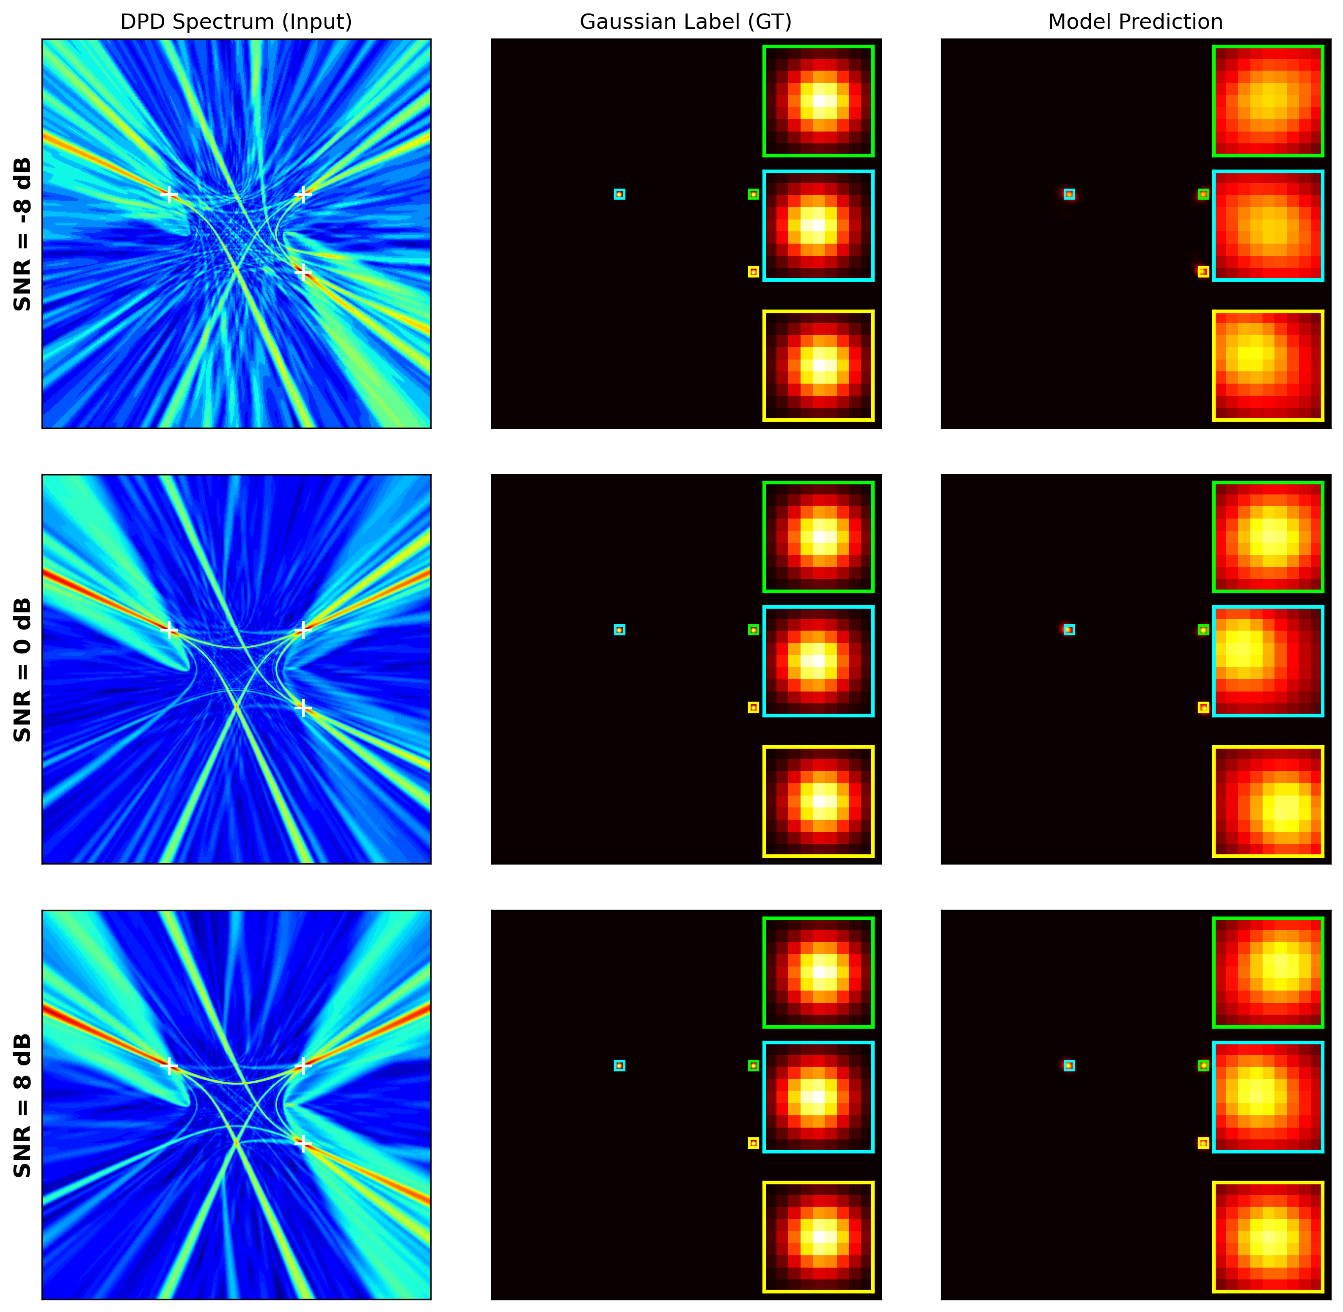 DPD Spectrum (Input)
Gaussian Label (GT)
Model Prediction
SNR = -8 dB
SNR = 0 dB
SNR = 8 dB